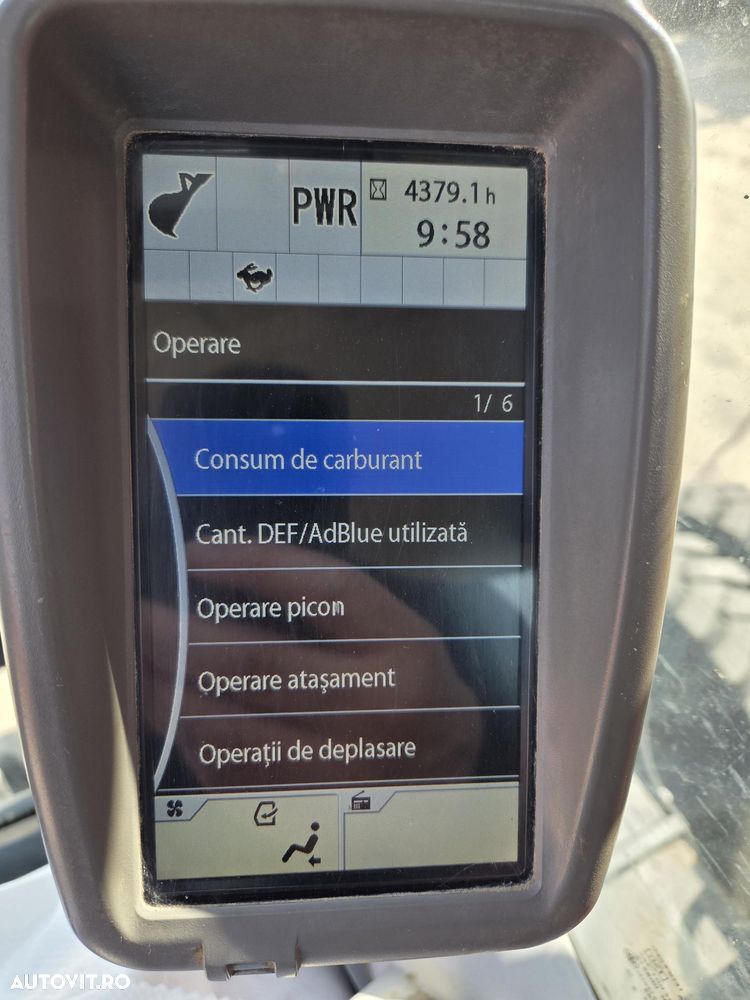 PWR
4379.1 h
9:58
Operare
1/ 6
Consum de carburant
Cant. DEF/AdBlue utilizată
Operare picon
Operare ataşament
Operaţii de deplasare
AUTOVIT.RO